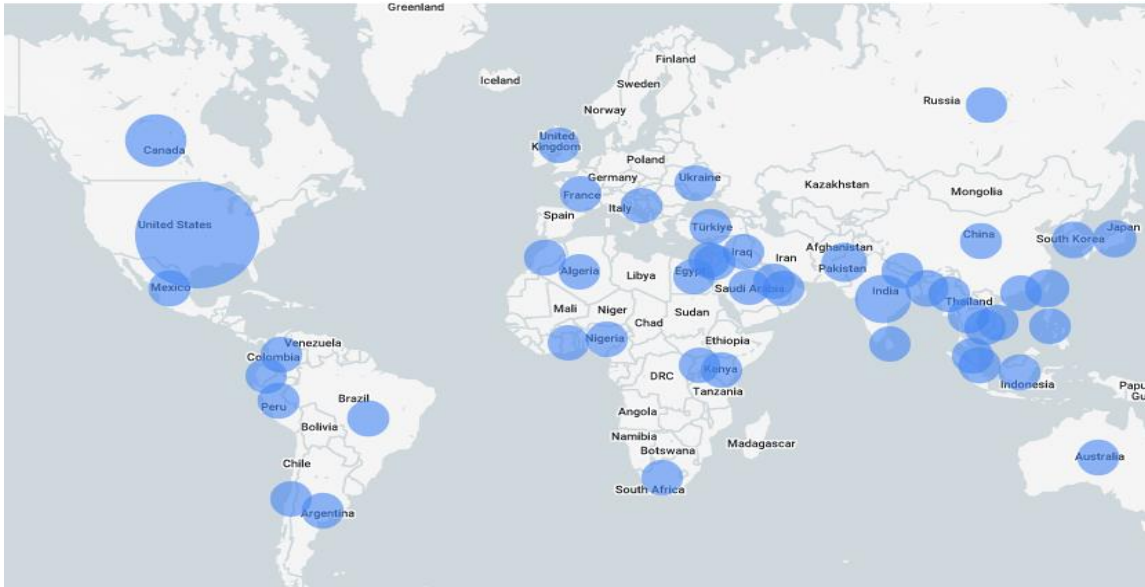 Greenland
Iceland
Finland
Sweden
Norway
Russia
Canada
United
Kingdom
Poland
Germany
Ukraine
France
Kazakhstan
Mongolia
Italy
Spain
United States
Türkiye
China
South Korea
Japan
Afghanistan
Iraq
Iran
Algeria
Libya
Egypt
Pakistan
Mexico
Saudi Arabia
India
Mali
Niger
Thailand
Chad
Sudan
Nigeria
Ethiopia
Venezuela
Colombia
DRC
Kenya
Indonesia
Papu
Gu
Tanzania
Peru
Brazil
Angola
Bolivia
Namibia
Madagascar
Botswana
Australia
Chile
South Africa
Argentina